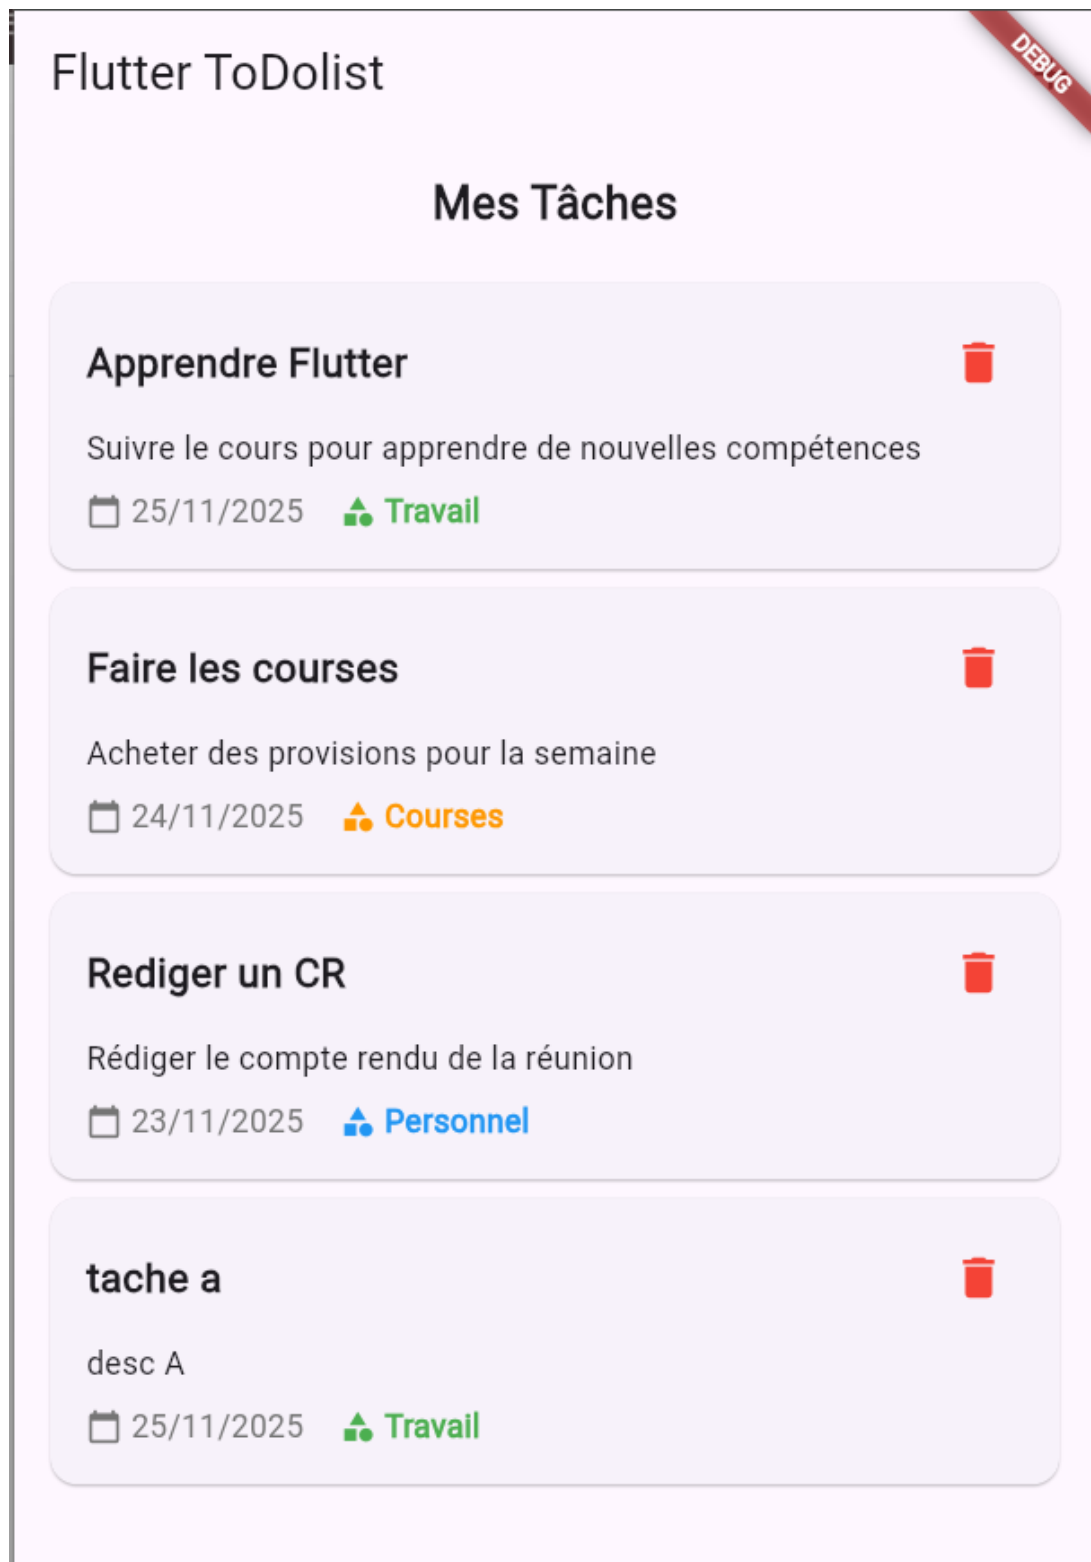 Flutter ToDolist
DEBUG
Mes Tâches
Apprendre Flutter
Suivre le cours pour apprendre de nouvelles compétences
25/11/2025 Travail
Faire les courses
Acheter des provisions pour la semaine
24/11/2025 Courses
Rediger un CR
Rédiger le compte rendu de la réunion
23/11/2025 Personnel
tache a
desc A
25/11/2025 Travail